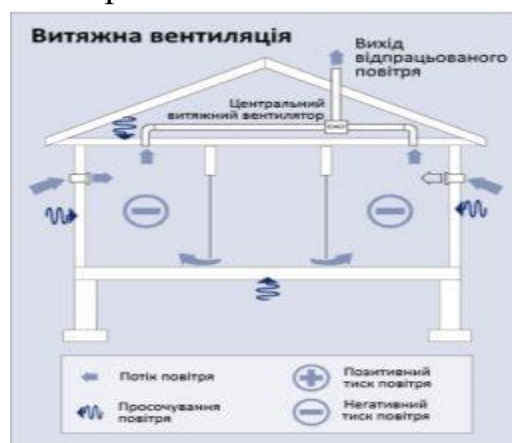 Витяжна вентиляція
Вихід
відпрацьованого
повітря
Центральний
витяжний вентилятор
Потік повітря
Позитивний
тиск повітря
Просочування
повітря
Негативний
тиск повітря